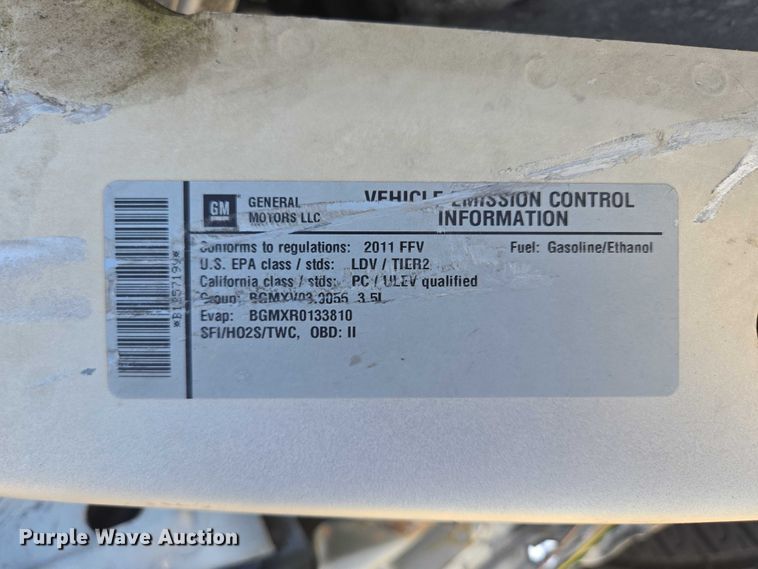 GM
GENERAL
MOTORS LLC
VEHICLE EMISSION CONTROL
INFORMATION
Conforms to regulations: 2011 FFV
Fuel: Gasoline/Ethanol
U.S. EPA class / stds: LDV / TIER2
California class / stds: PC / ULEV qualified
Group: 3.5L
Evap: BGMXR0133810
SFI/HO2S/TWC, OBD: II
Purple Wave Auction